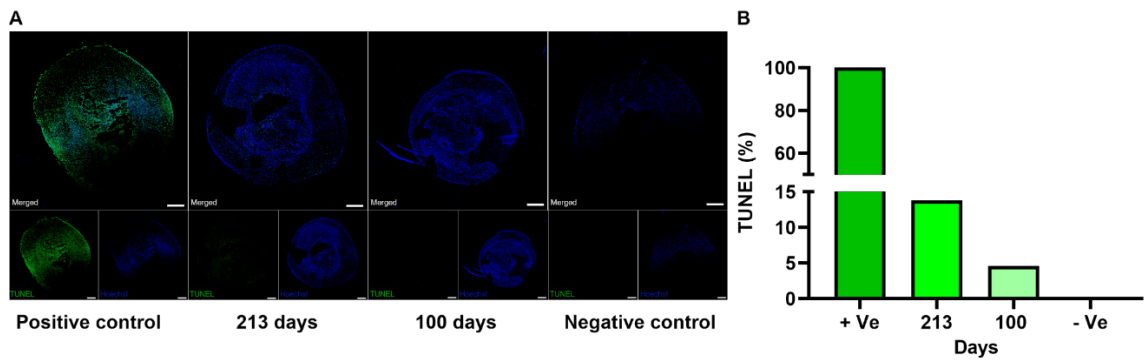 A
Merged
Merged
Merged
Merged
TUNEL
Hoechst
TUNEL
Hoechst
TUNEL
Hoechst
TUNEL
Hoechst
Positive control
213 days
100 days
Negative control
B
TUNEL (%)
100
80
60
15
10
5
0
+ Ve
213
100
- Ve
Days